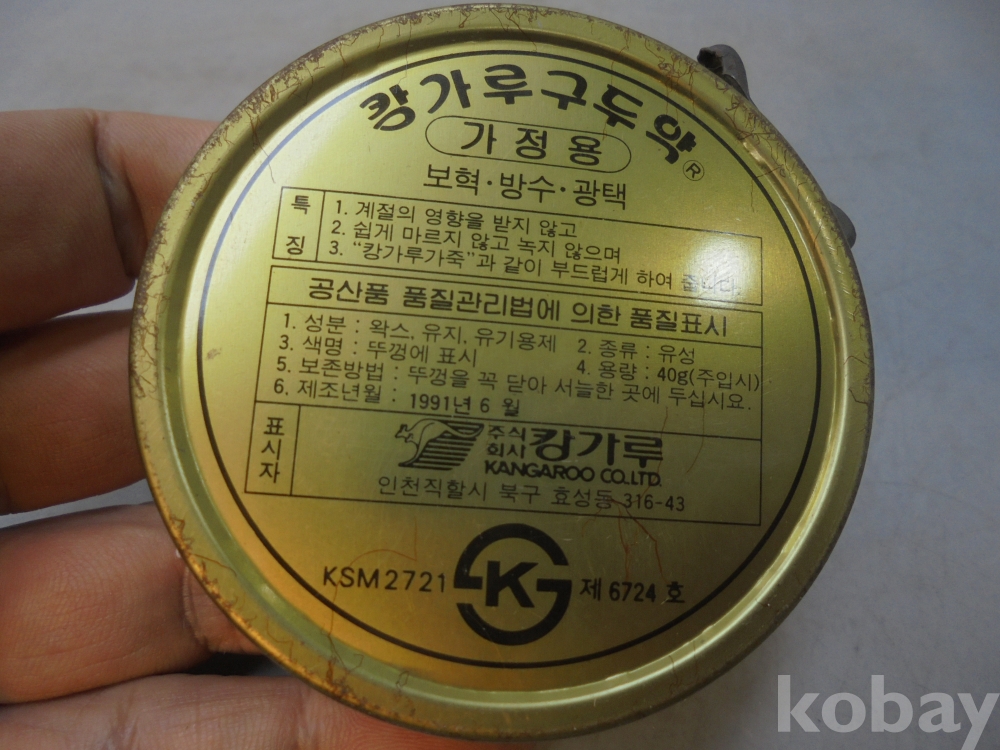 캉가루구두약®
가정용
보혁·방수·광택
특징
1. 계절의 영향을 받지 않고
2. 쉽게 마르지 않고 녹지 않으며
3. “캉가루가죽”과 같이 부드럽게 하여 줍니다.
공산품 품질관리법에 의한 품질표시
1. 성분 : 왁스, 유지, 유기용제 2. 종류 : 유성
3. 색명 : 뚜껑에 표시 4. 용량 : 40g(주입시)
5. 보존방법 : 뚜껑을 꼭 닫아 서늘한 곳에 두십시요.
6. 제조년월 : 1991년 6월
표시자
주식회사 캉가루
KANGAROO CO.LTD.
인천직할시 북구 효성동 316-43
KSM2721 K 제 6724 호
kobay